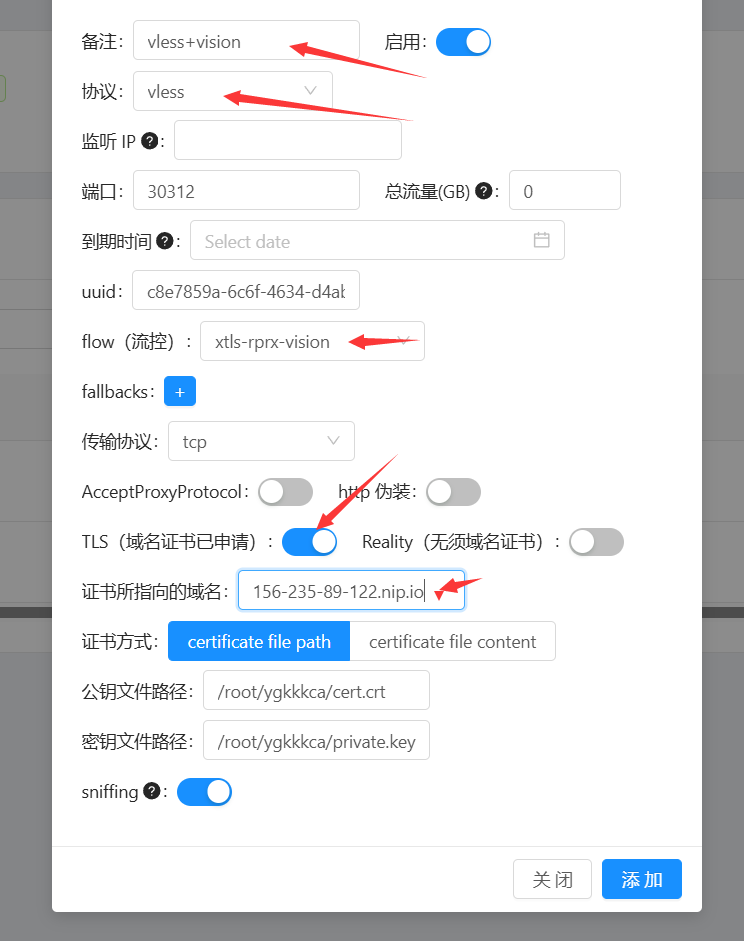 备注： vless+vision 启用：
协议： vless
监听 IP ?：
端口： 30312 总流量(GB) ?： 0
到期时间 ?： Select date
uuid： c8e7859a-6c6f-4634-d4ab
flow（流控）： xtls-rprx-vision
fallbacks： +
传输协议： tcp
AcceptProxyProtocol： http 伪装：
TLS（域名证书已申请）： Reality（无须域名证书）：
证书所指向的域名： 156-235-89-122.nip.io
证书方式： certificate file path certificate file content
公钥文件路径： /root/ygkkkca/cert.crt
密钥文件路径： /root/ygkkkca/private.key
sniffing ?：
关 闭 添 加